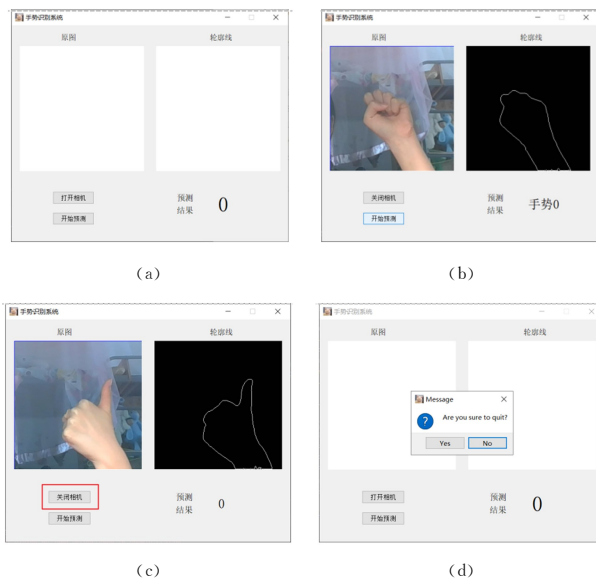 手势识别系统
原图 轮廓线
打开相机
开始预测
预测
结果
0
(a)
手势识别系统
原图 轮廓线
关闭相机
开始预测
预测
结果
手势0
(b)
手势识别系统
原图 轮廓线
关闭相机
开始预测
预测
结果
0
(c)
手势识别系统
原图 轮廓线
Message
Are you sure to quit?
Yes No
打开相机
开始预测
预测
结果
0
(d)